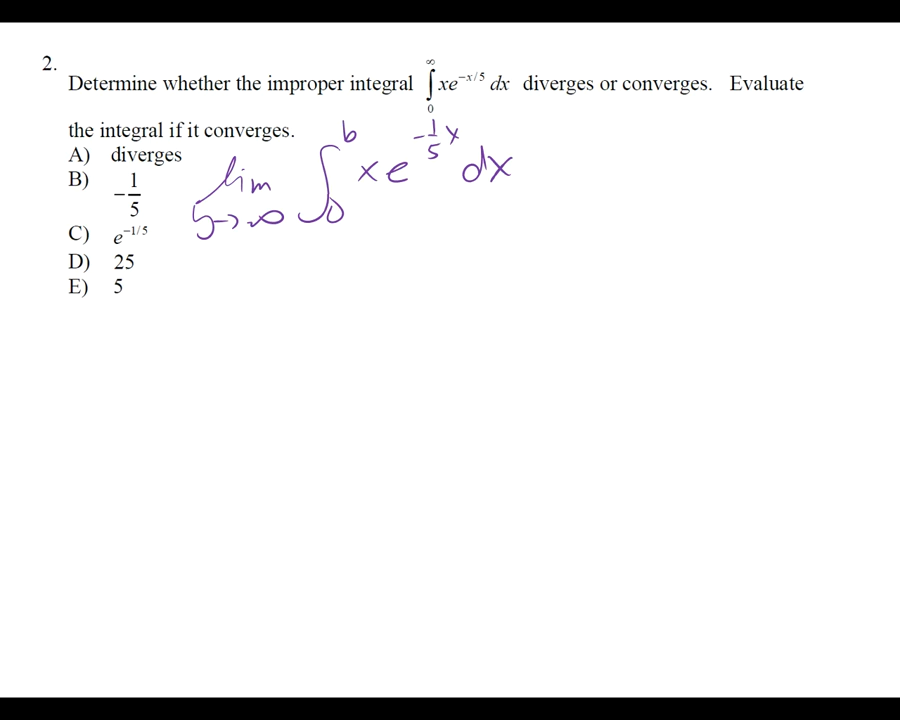 2.
Determine whether the improper integral ∫₀^∞ xe^{−x/5} dx diverges or converges. Evaluate
the integral if it converges.
A) diverges
B) −1/5
C) e^{−1/5}
D) 25
E) 5
lim b→∞ ∫₀^b x e^{−1/5 x} dx